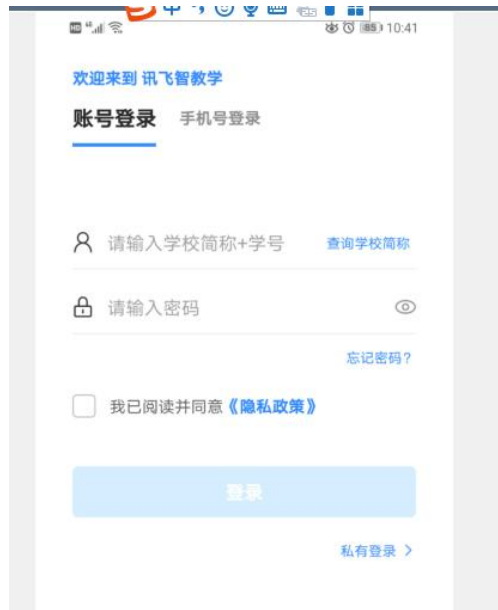 中
HD 85 10:41
欢迎来到 讯飞智教学
账号登录 手机号登录
请输入学校简称+学号 查询学校简称
请输入密码
忘记密码?
我已阅读并同意《隐私政策》
登录
私有登录 >